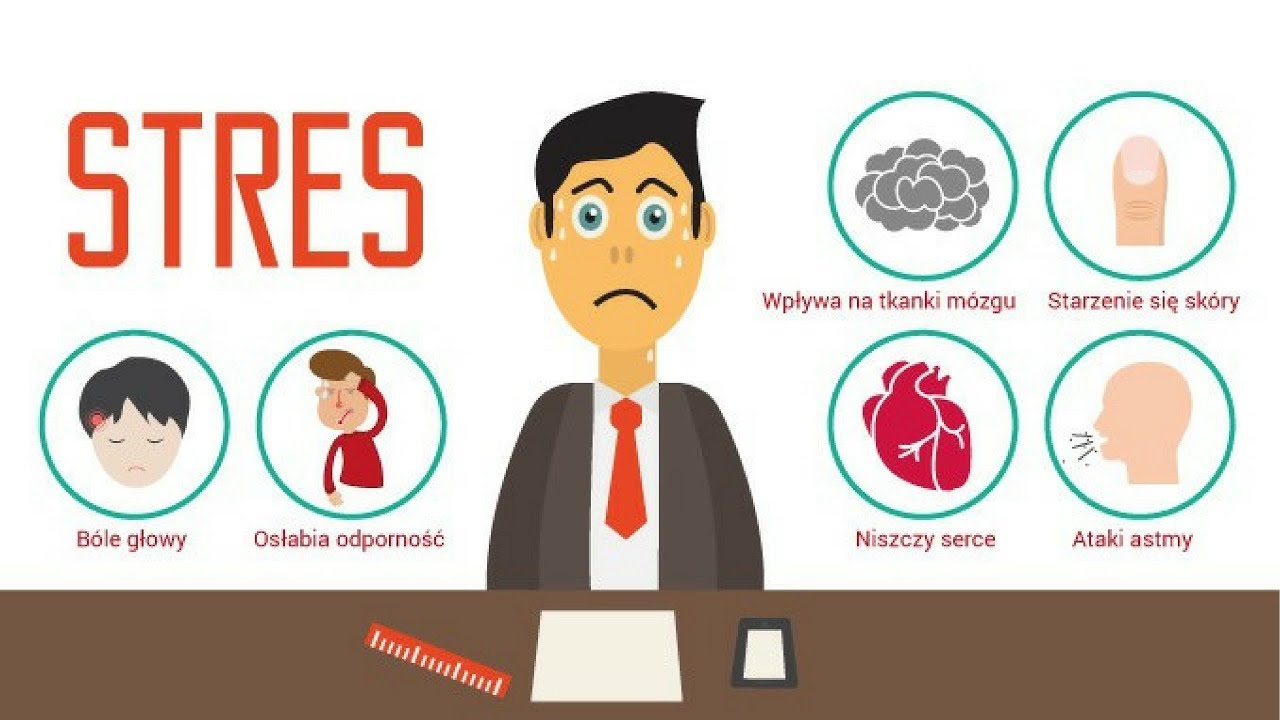 STRES
Wpływa na tkanki mózgu
Starzenie się skóry
Bóle głowy
Osłabia odporność
Niszczy serce
Ataki astmy